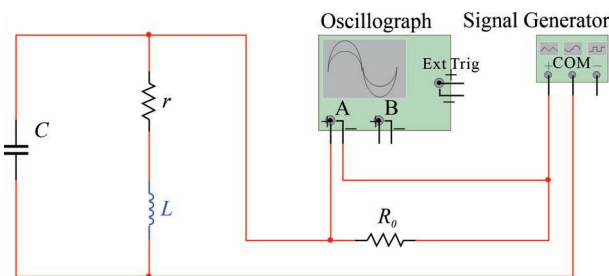 Oscillograph
Signal Generator
Ext Trig
+
−
+ COM −
A
B
+
−
+
−
r
C
L
R₀